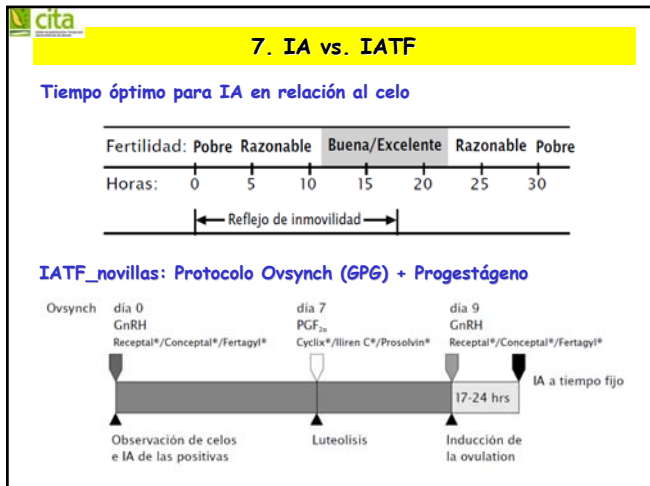 cita
7. IA vs. IATF
Tiempo óptimo para IA en relación al celo
Fertilidad: Pobre Razonable Buena/Excelente Razonable Pobre
Horas: 0 5 10 15 20 25 30
Reflejo de inmovilidad
IATF_novillas: Protocolo Ovsynch (GPG) + Progestágeno
Ovsynch día 0 día 7 día 9
GnRH PGF2α GnRH
Receptal®/Conceptal®/Fertagyl® Cyclix®/Iliren C®/Prosolvin® Receptal®/Conceptal®/Fertagyl®
IA a tiempo fijo
17-24 hrs
Observación de celos Luteolísis Inducción de
e IA de las positivas la ovulation